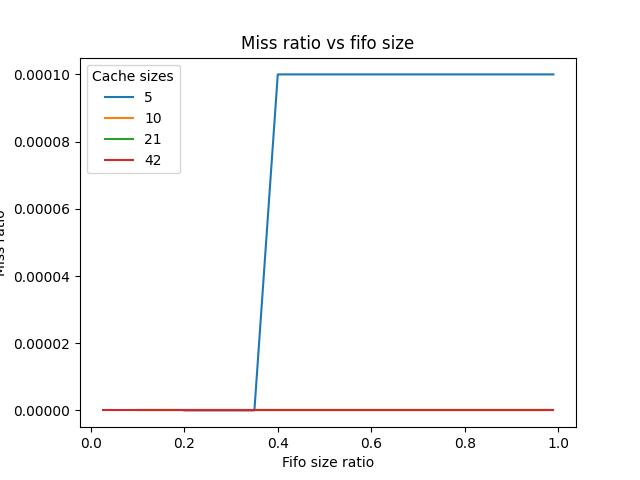 Miss ratio vs fifo size
Cache sizes
5
10
21
42
0.00010
0.00008
0.00006
0.00004
0.00002
0.00000
Miss ratio
0.0 0.2 0.4 0.6 0.8 1.0
Fifo size ratio